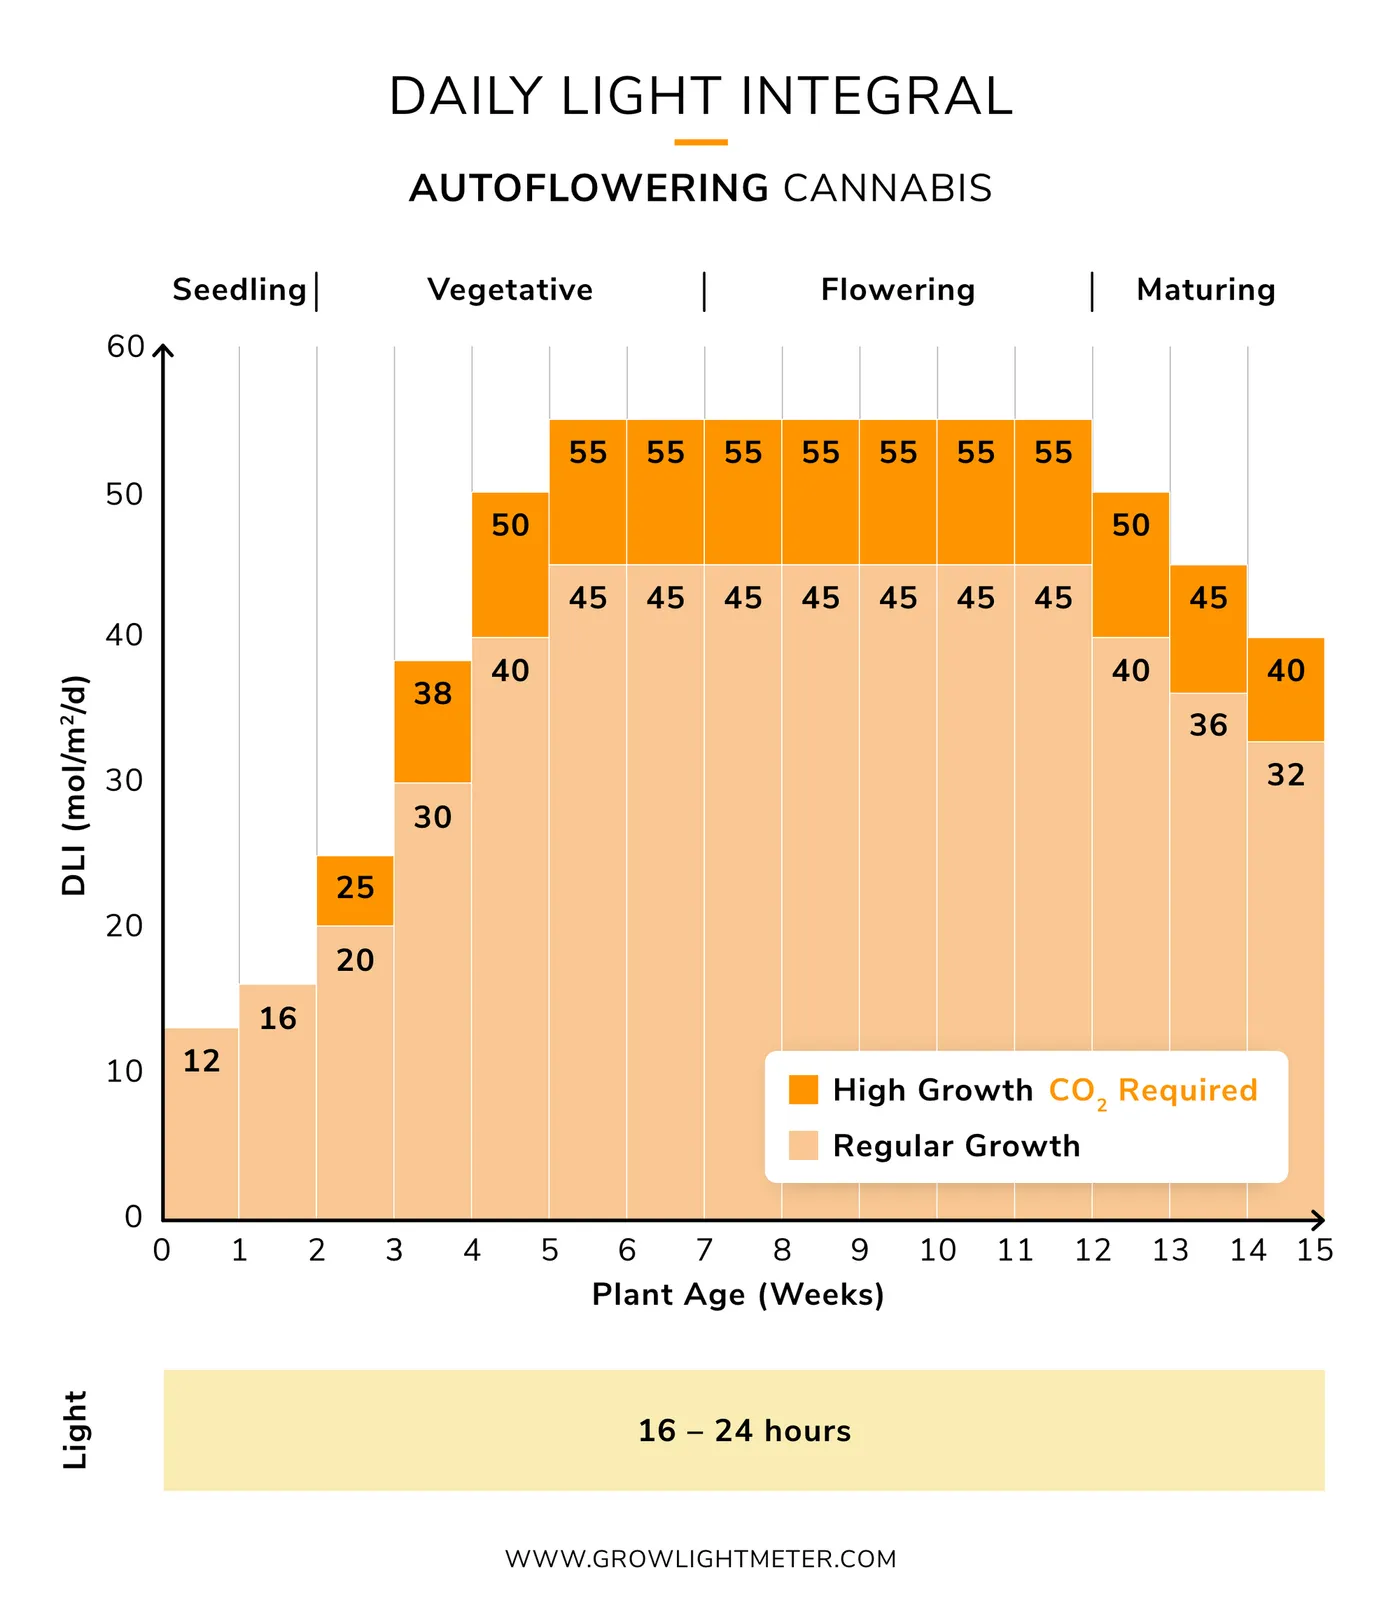 DAILY LIGHT INTEGRAL
AUTOFLOWERING CANNABIS
Seedling | Vegetative | Flowering | Maturing
60
50
40
30
20
10
0
DLI (mol/m²/d)
12
16
25
20
38
30
50
40
55 55 55 55 55 55 55
45 45 45 45 45 45 45
50
40
45
36
40
32
High Growth CO₂ Required
Regular Growth
0 1 2 3 4 5 6 7 8 9 10 11 12 13 14 15
Plant Age (Weeks)
Light
16 – 24 hours
WWW.GROWLIGHTMETER.COM